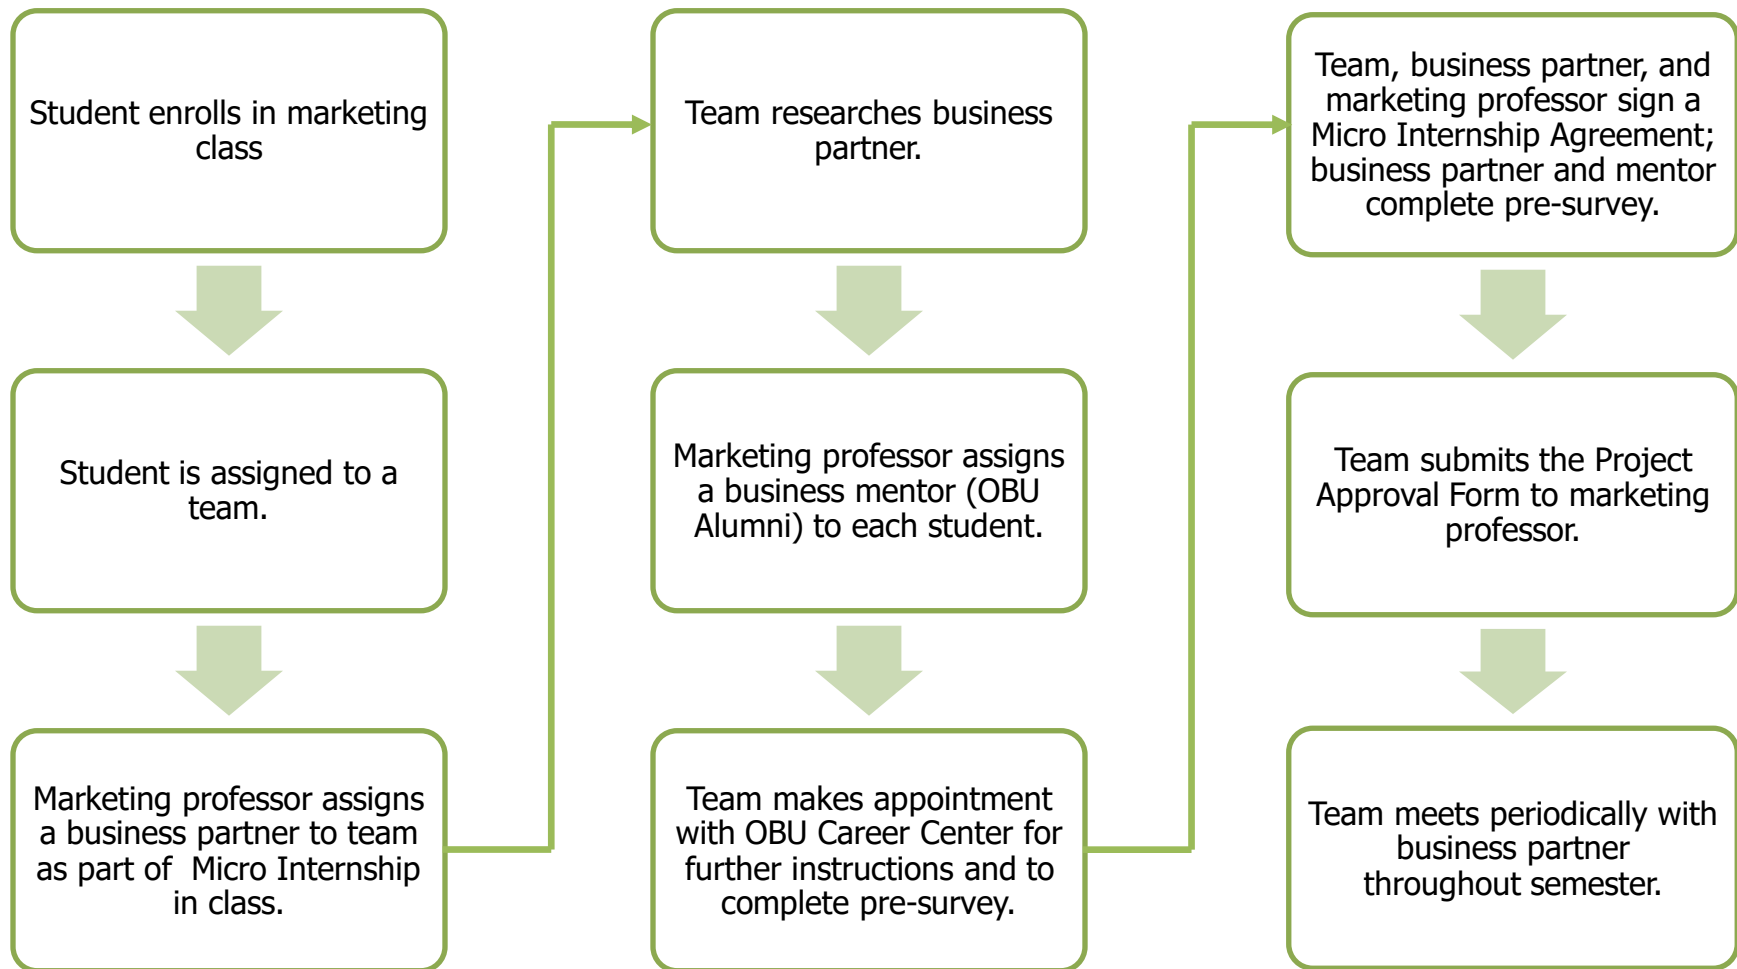 Student enrolls in marketing
class
Student is assigned to a
team.
Marketing professor assigns
a business partner to team
as part of  Micro Internship
in class.
Team researches business
partner.
Marketing professor assigns
a business mentor (OBU
Alumni) to each student.
Team makes appointment
with OBU Career Center for
further instructions and to
complete pre-survey.
Team, business partner, and
marketing professor sign a
Micro Internship Agreement;
business partner and mentor
complete pre-survey.
Team submits the Project
Approval Form to marketing
professor.
Team meets periodically with
business partner
throughout semester.